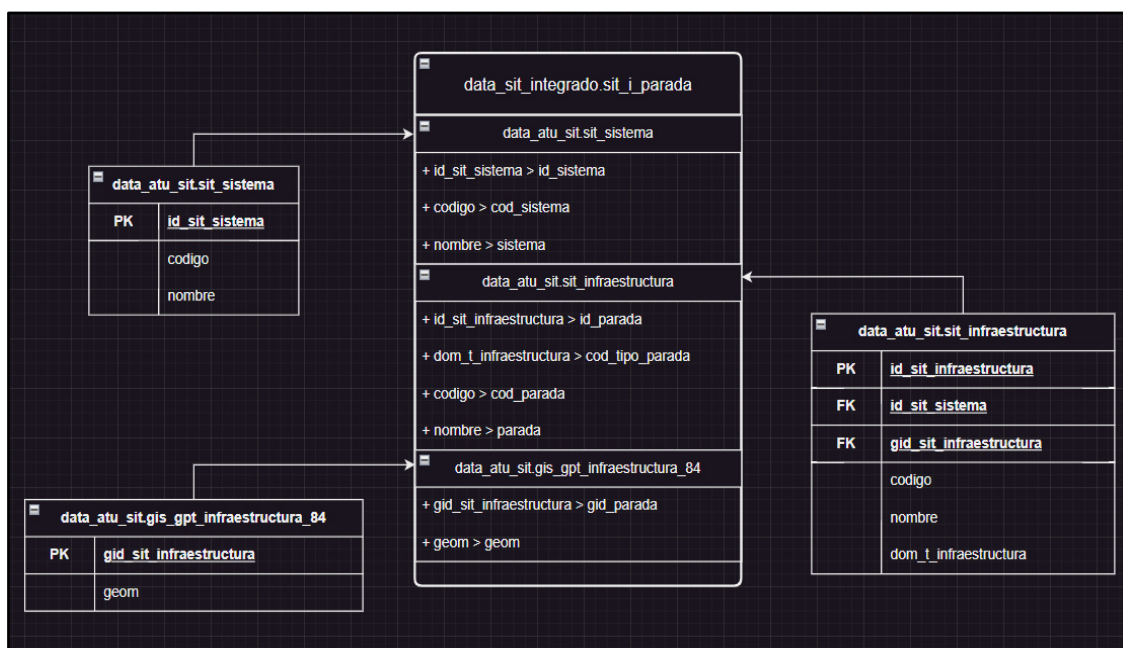 data_sit_integrado.sit_i_parada
data_atu_sit.sit_sistema
+ id_sit_sistema > id_sistema
+ codigo > cod_sistema
+ nombre > sistema
data_atu_sit.sit_infraestructura
+ id_sit_infraestructura > id_parada
+ dom_t_infraestructura > cod_tipo_parada
+ codigo > cod_parada
+ nombre > parada
data_atu_sit.gis_gpt_infraestructura_84
+ gid_sit_infraestructura > gid_parada
+ geom > geom
data_atu_sit.sit_sistema
PK id_sit_sistema
codigo
nombre
data_atu_sit.sit_infraestructura
PK id_sit_infraestructura
FK id_sit_sistema
FK gid_sit_infraestructura
codigo
nombre
dom_t_infraestructura
data_atu_sit.gis_gpt_infraestructura_84
PK gid_sit_infraestructura
geom